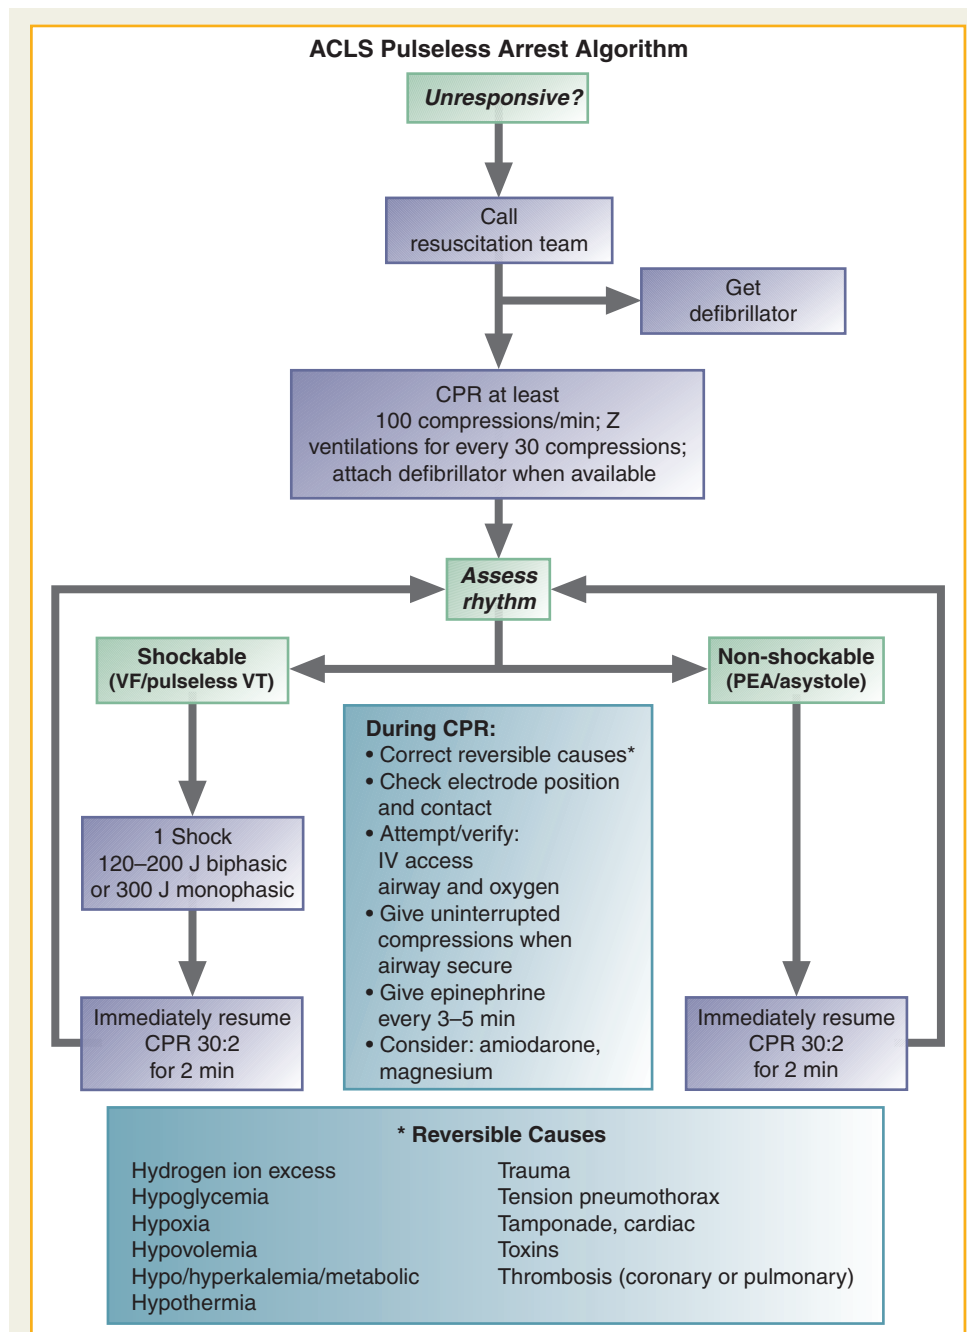 ACLS Pulseless Arrest Algorithm
Unresponsive?
Call
resuscitation team
Get
defibrillator
CPR at least
100 compressions/min; Z
ventilations for every 30 compressions;
attach defibrillator when available
Assess
rhythm
Shockable
(VF/pulseless VT)
Non-shockable
(PEA/asystole)
1 Shock
120–200 J biphasic
or 300 J monophasic
Immediately resume
CPR 30:2
for 2 min
During CPR:
• Correct reversible causes*
• Check electrode position
and contact
• Attempt/verify:
IV access
airway and oxygen
• Give uninterrupted
compressions when
airway secure
• Give epinephrine
every 3–5 min
• Consider: amiodarone,
magnesium
Immediately resume
CPR 30:2
for 2 min
* Reversible Causes
Hydrogen ion excess
Hypoglycemia
Hypoxia
Hypovolemia
Hypo/hyperkalemia/metabolic
Hypothermia
Trauma
Tension pneumothorax
Tamponade, cardiac
Toxins
Thrombosis (coronary or pulmonary)